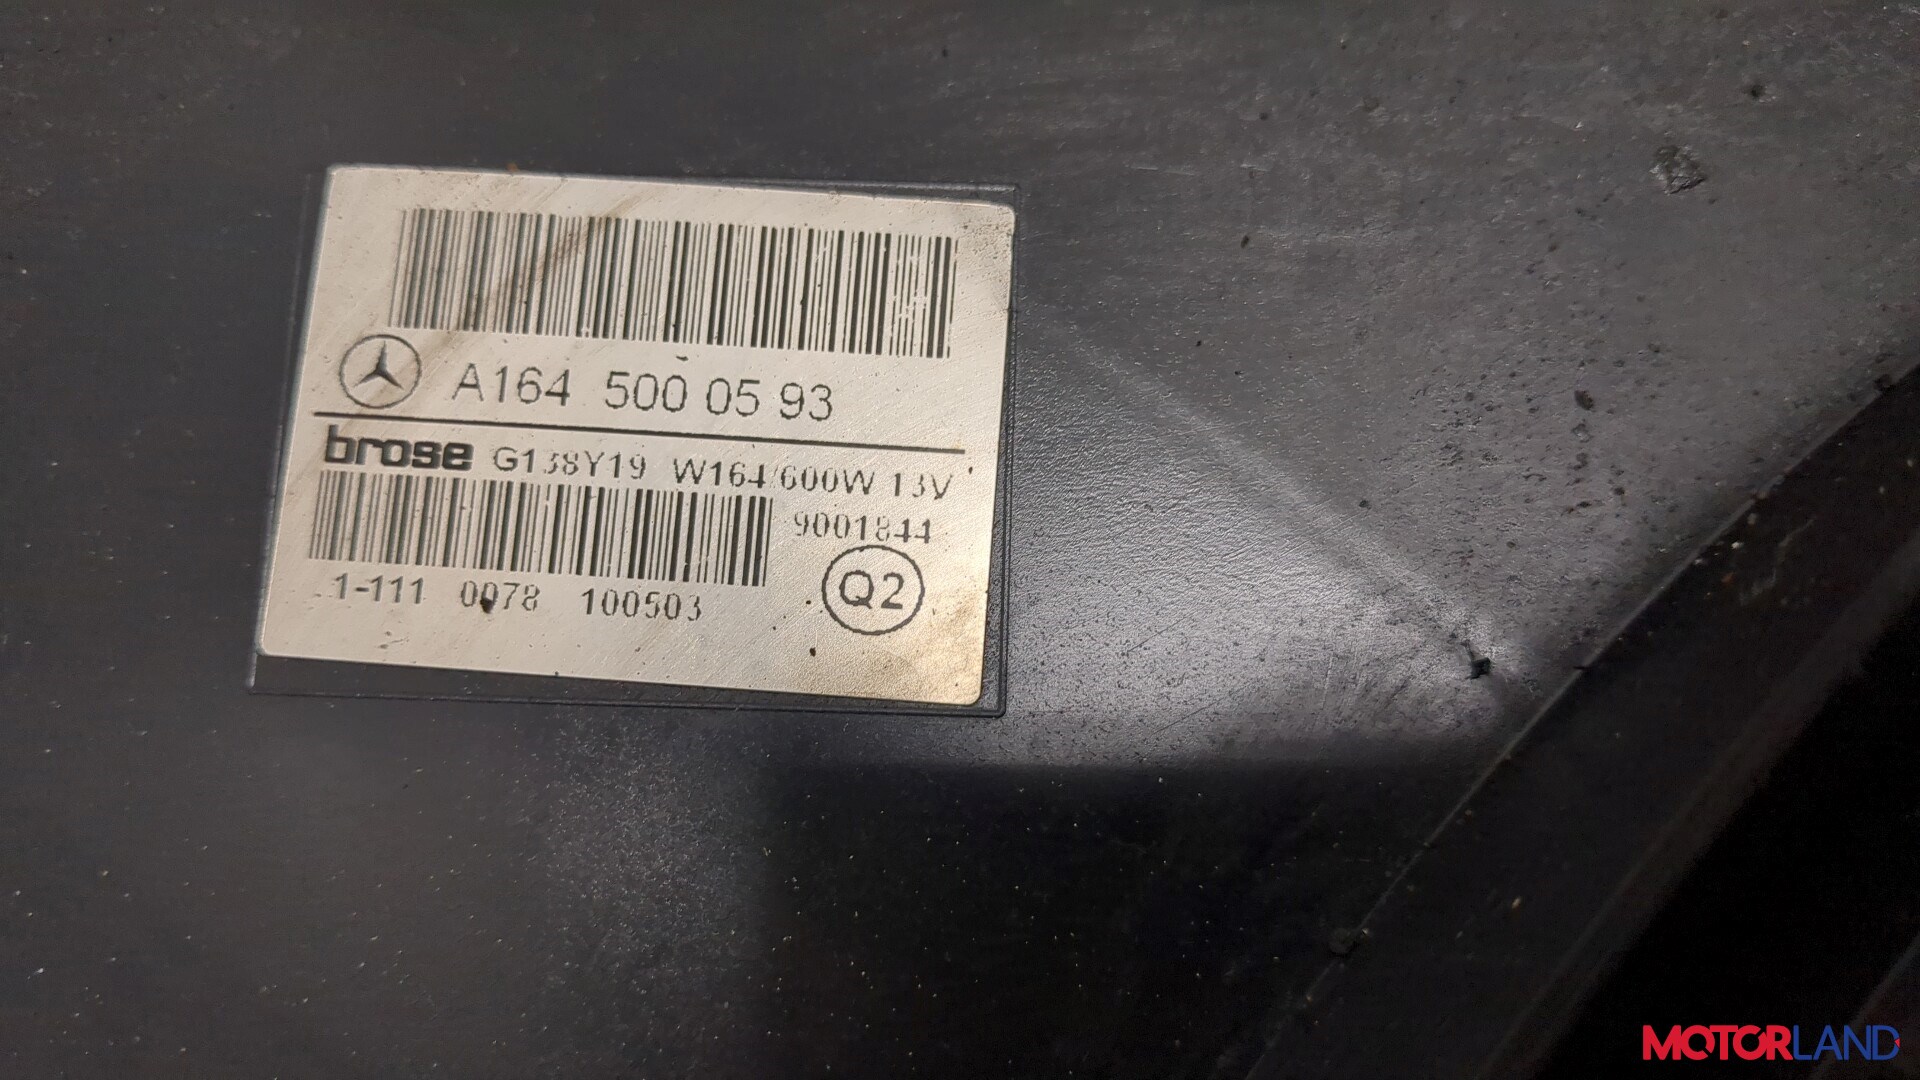 A164 500 05 93
brose G138Y19 W164/600W 13V
9001844
1-111 0078 100503
Q2
MOTORLAND